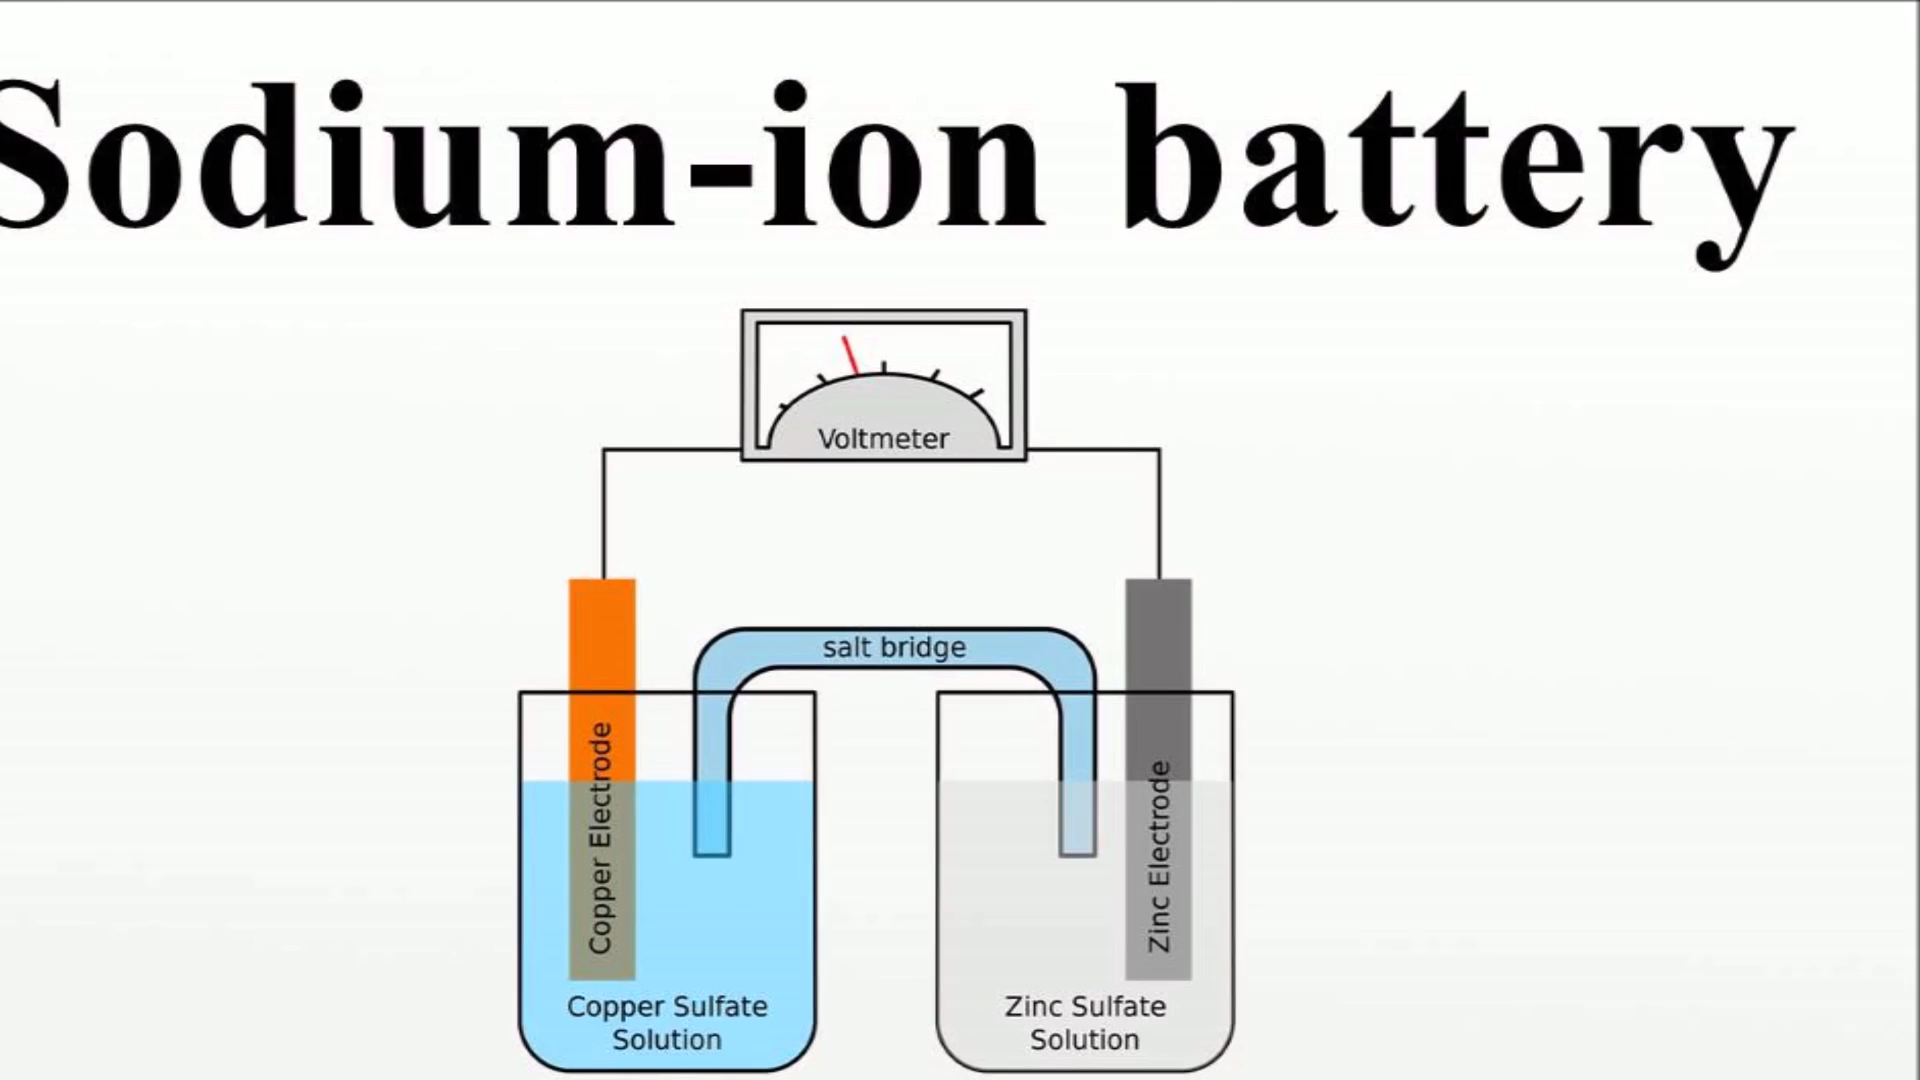 Sodium-ion battery
Voltmeter
salt bridge
Copper Electrode
Zinc Electrode
Copper Sulfate
Solution
Zinc Sulfate
Solution